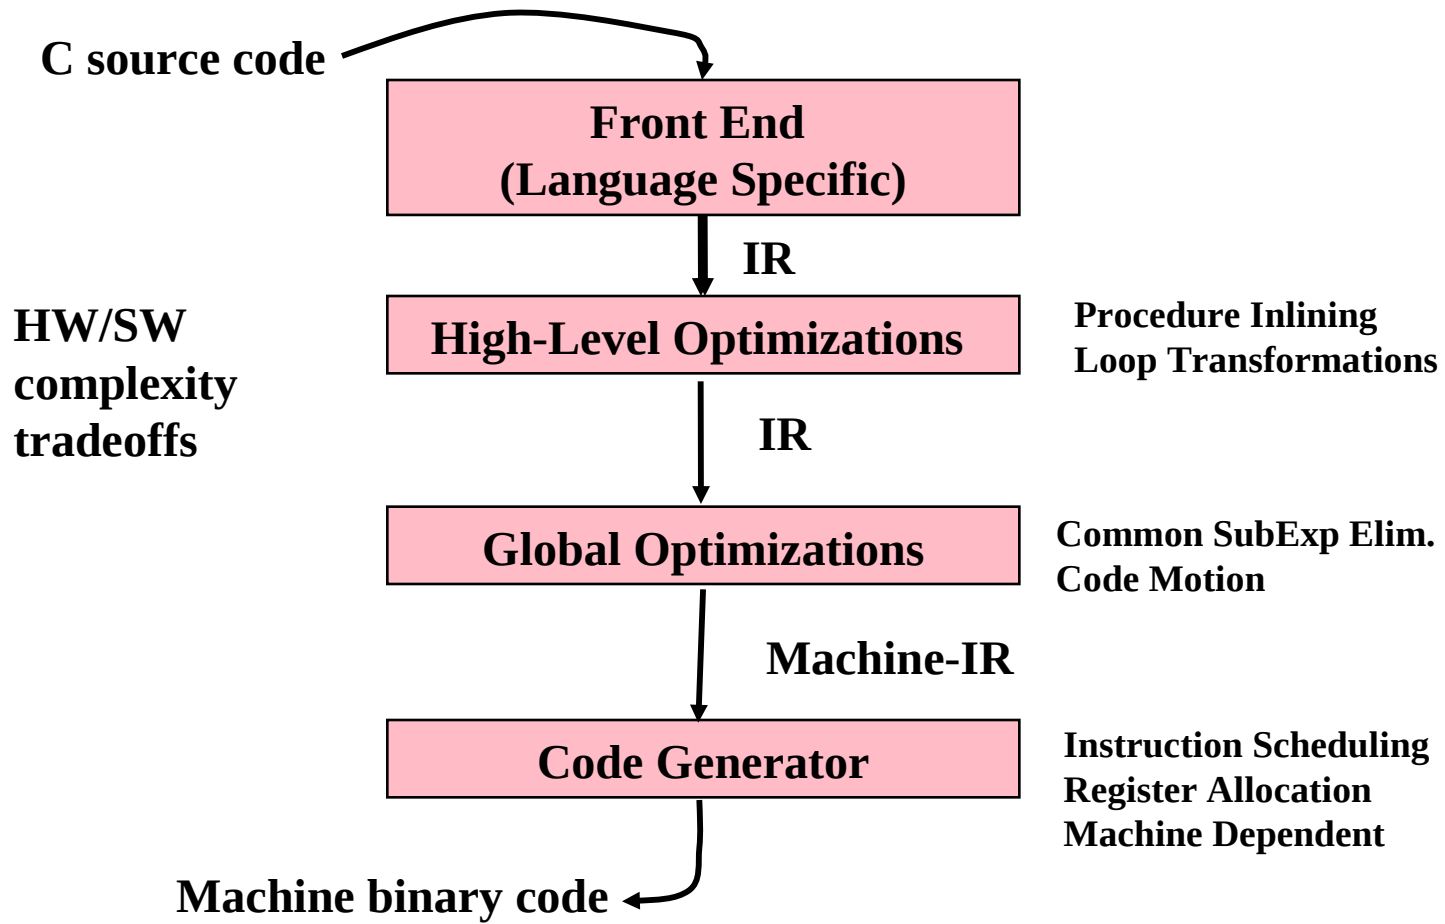 C source code
Front End
(Language Specific)
IR
High-Level Optimizations
Procedure Inlining
Loop Transformations
HW/SW
complexity
tradeoffs
IR
Global Optimizations
Common SubExp Elim.
Code Motion
Machine-IR
Code Generator
Instruction Scheduling
Register Allocation
Machine Dependent
Machine binary code